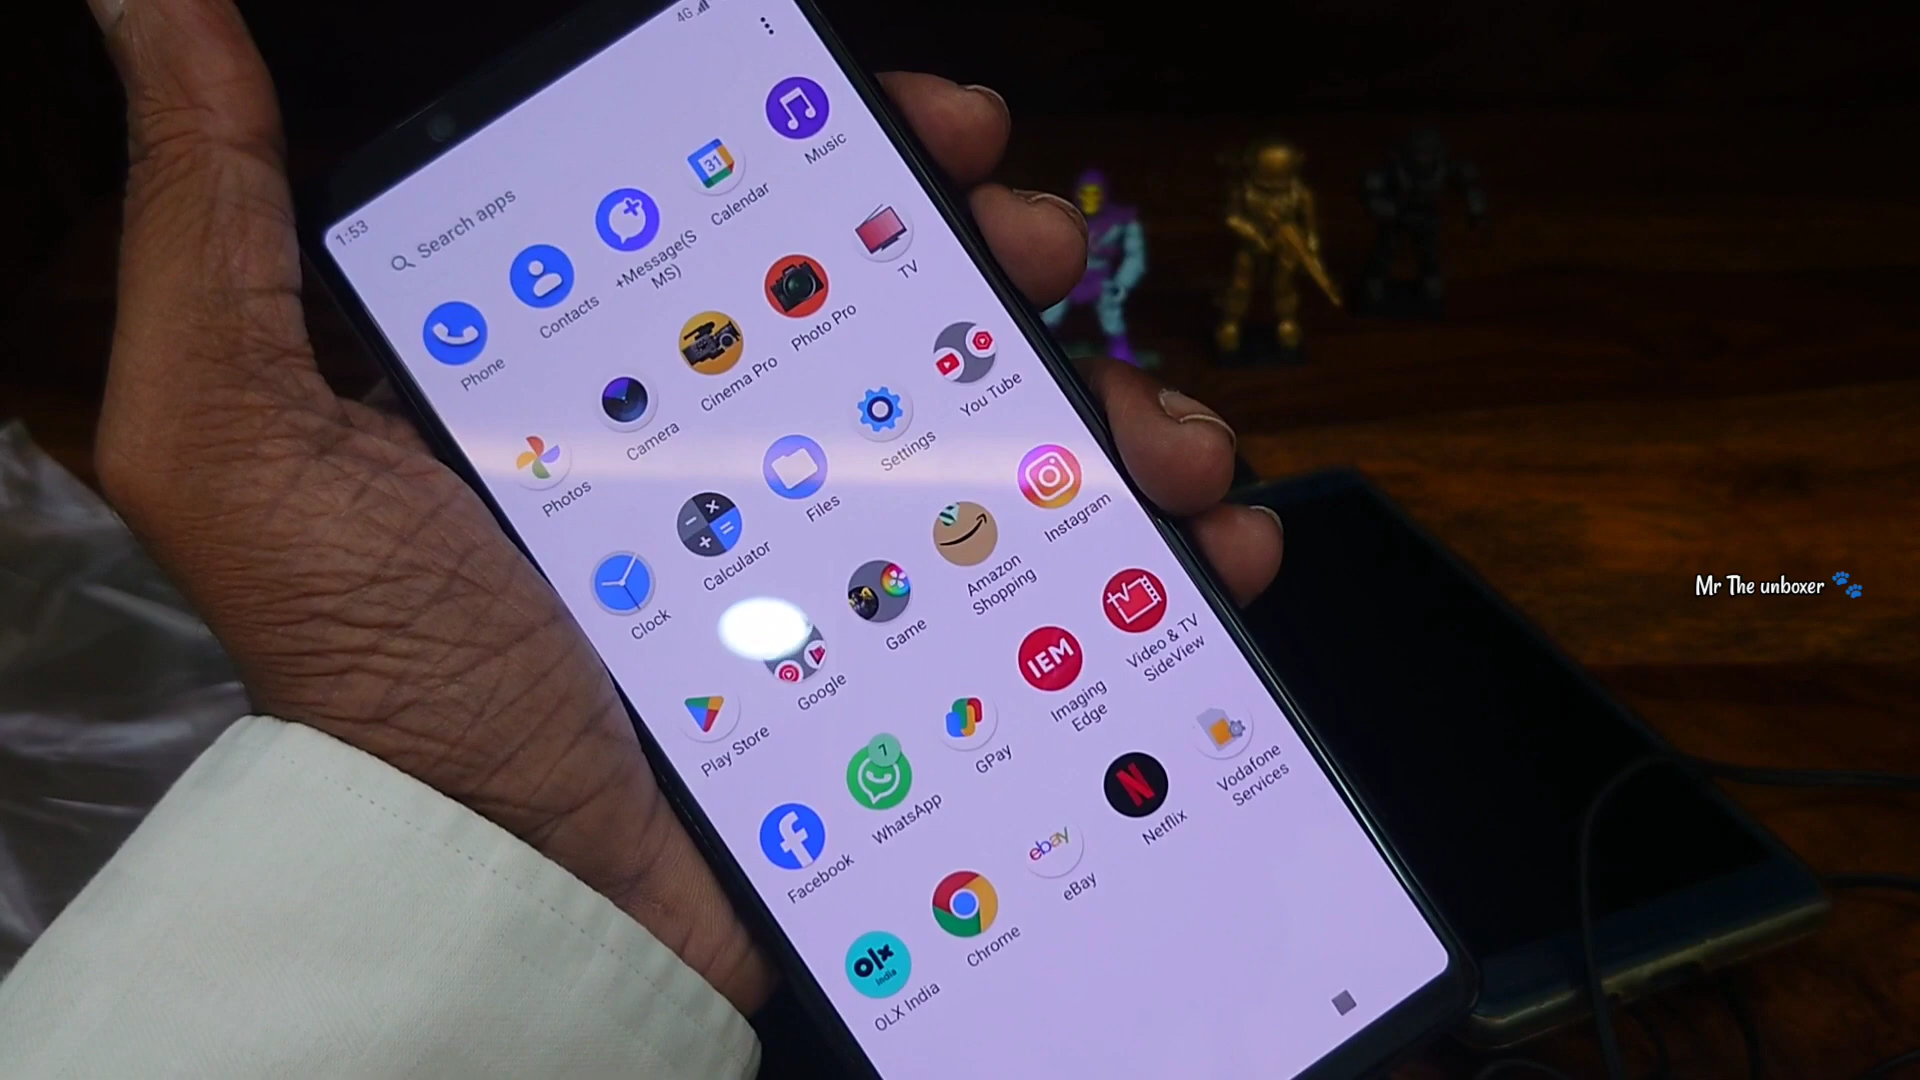 1:53
4G
Search apps
Phone
Contacts
+Message(S
MS)
Calendar
31
Music
Photos
Camera
Cinema Pro
Photo Pro
TV
Clock
Calculator
Files
Settings
You Tube
Play Store
Google
Game
Amazon
Shopping
Instagram
Facebook
7
WhatsApp
GPay
IEM
Imaging
Edge
TV
Video & TV
SideView
olx
india
OLX India
Chrome
ebay
eBay
N
Netflix
Vodafone
Services
Mr The unboxer